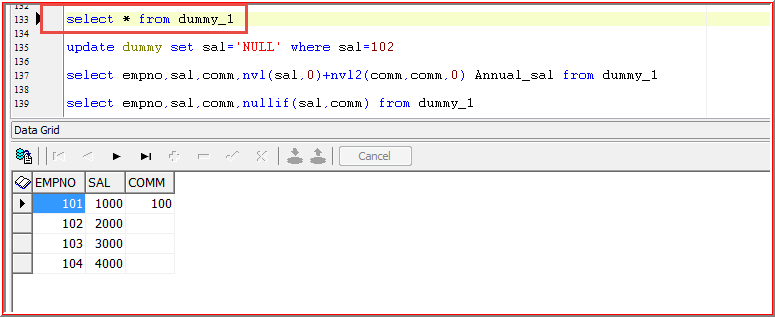 132
133 select * from dummy_1
134
135 update dummy set sal='NULL' where sal=102
136
137 select empno,sal,comm,nvl(sal,0)+nvl2(comm,comm,0) Annual_sal from dummy_1
138
139 select empno,sal,comm,nullif(sal,comm) from dummy_1
Data Grid
Cancel
EMPNO SAL COMM
101 1000 100
102 2000
103 3000
104 4000